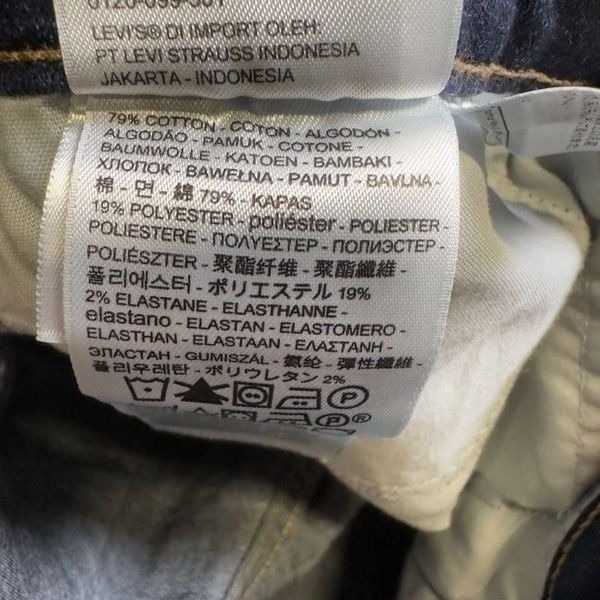 0120-099-501
LEVI'S® DI IMPORT OLEH:
PT LEVI STRAUSS INDONESIA
JAKARTA - INDONESIA
79% COTTON - COTON - ALGODÓN -
ALGODÃO - PAMUK - COTONE -
BAUMWOLLE - KATOEN - BAMBAKI -
ХЛОПОК - BAWEŁNA - PAMUT - BAVLNA -
棉 - 면 - 綿 79% - KAPAS
19% POLYESTER - poliéster - POLIESTER -
POLIESTERE - ПОЛУЕΣТЕР - ПОЛИЭСТЕР -
POLIÉSZTER - 聚酯纤维 - 聚酯纖維 -
폴리에스터 - ポリエステル 19%
2% ELASTANE - ELASTHANNE -
elastano - ELASTAN - ELASTOMERO -
ELASTHAN - ELASTAAN - ΕΛΑΣΤΑΝΗ -
ЭЛАСТАН - GUMISZÁL - 氨纶 - 彈性纖維 -
폴리우레탄 - ポリウレタン 2%
P
P®